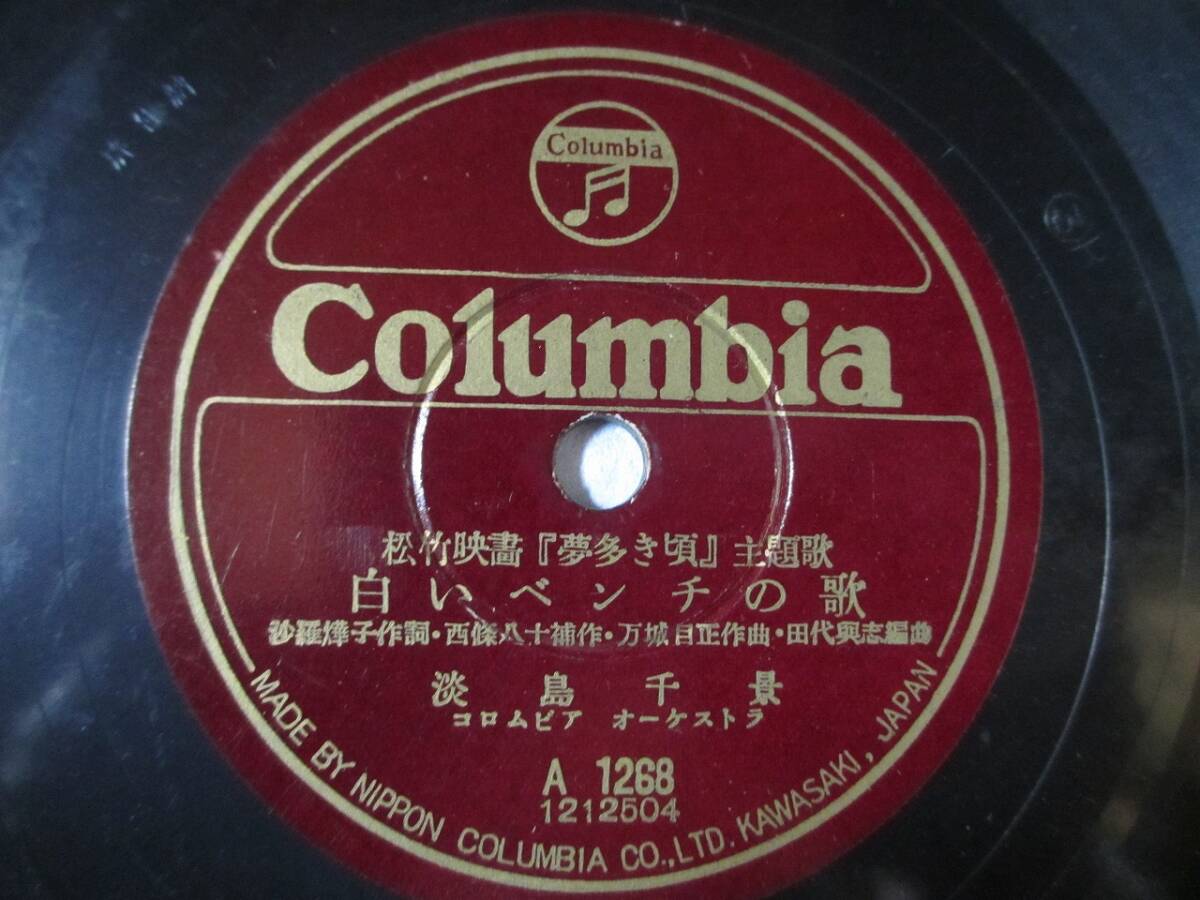 Columbia
Columbia
松竹映畫『夢多き頃』主題歌
白いベンチの歌
沙羅燁子作詞・西條八十補作・万城目正作曲・田代與志編曲
淡島千景
コロムビア オーケストラ
A 1268
1212504
MADE BY NIPPON COLUMBIA CO.,LTD. KAWASAKI, JAPAN